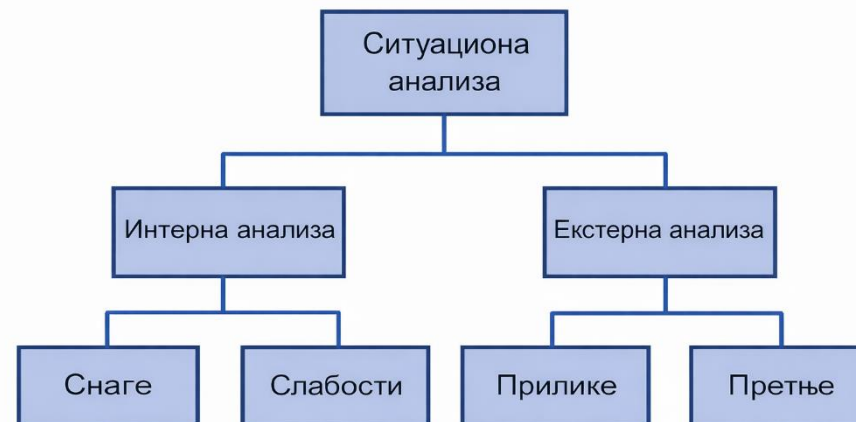 Ситуациона
анализа
Интерна анализа
Екстерна анализа
Снаге
Слабости
Прилике
Претње